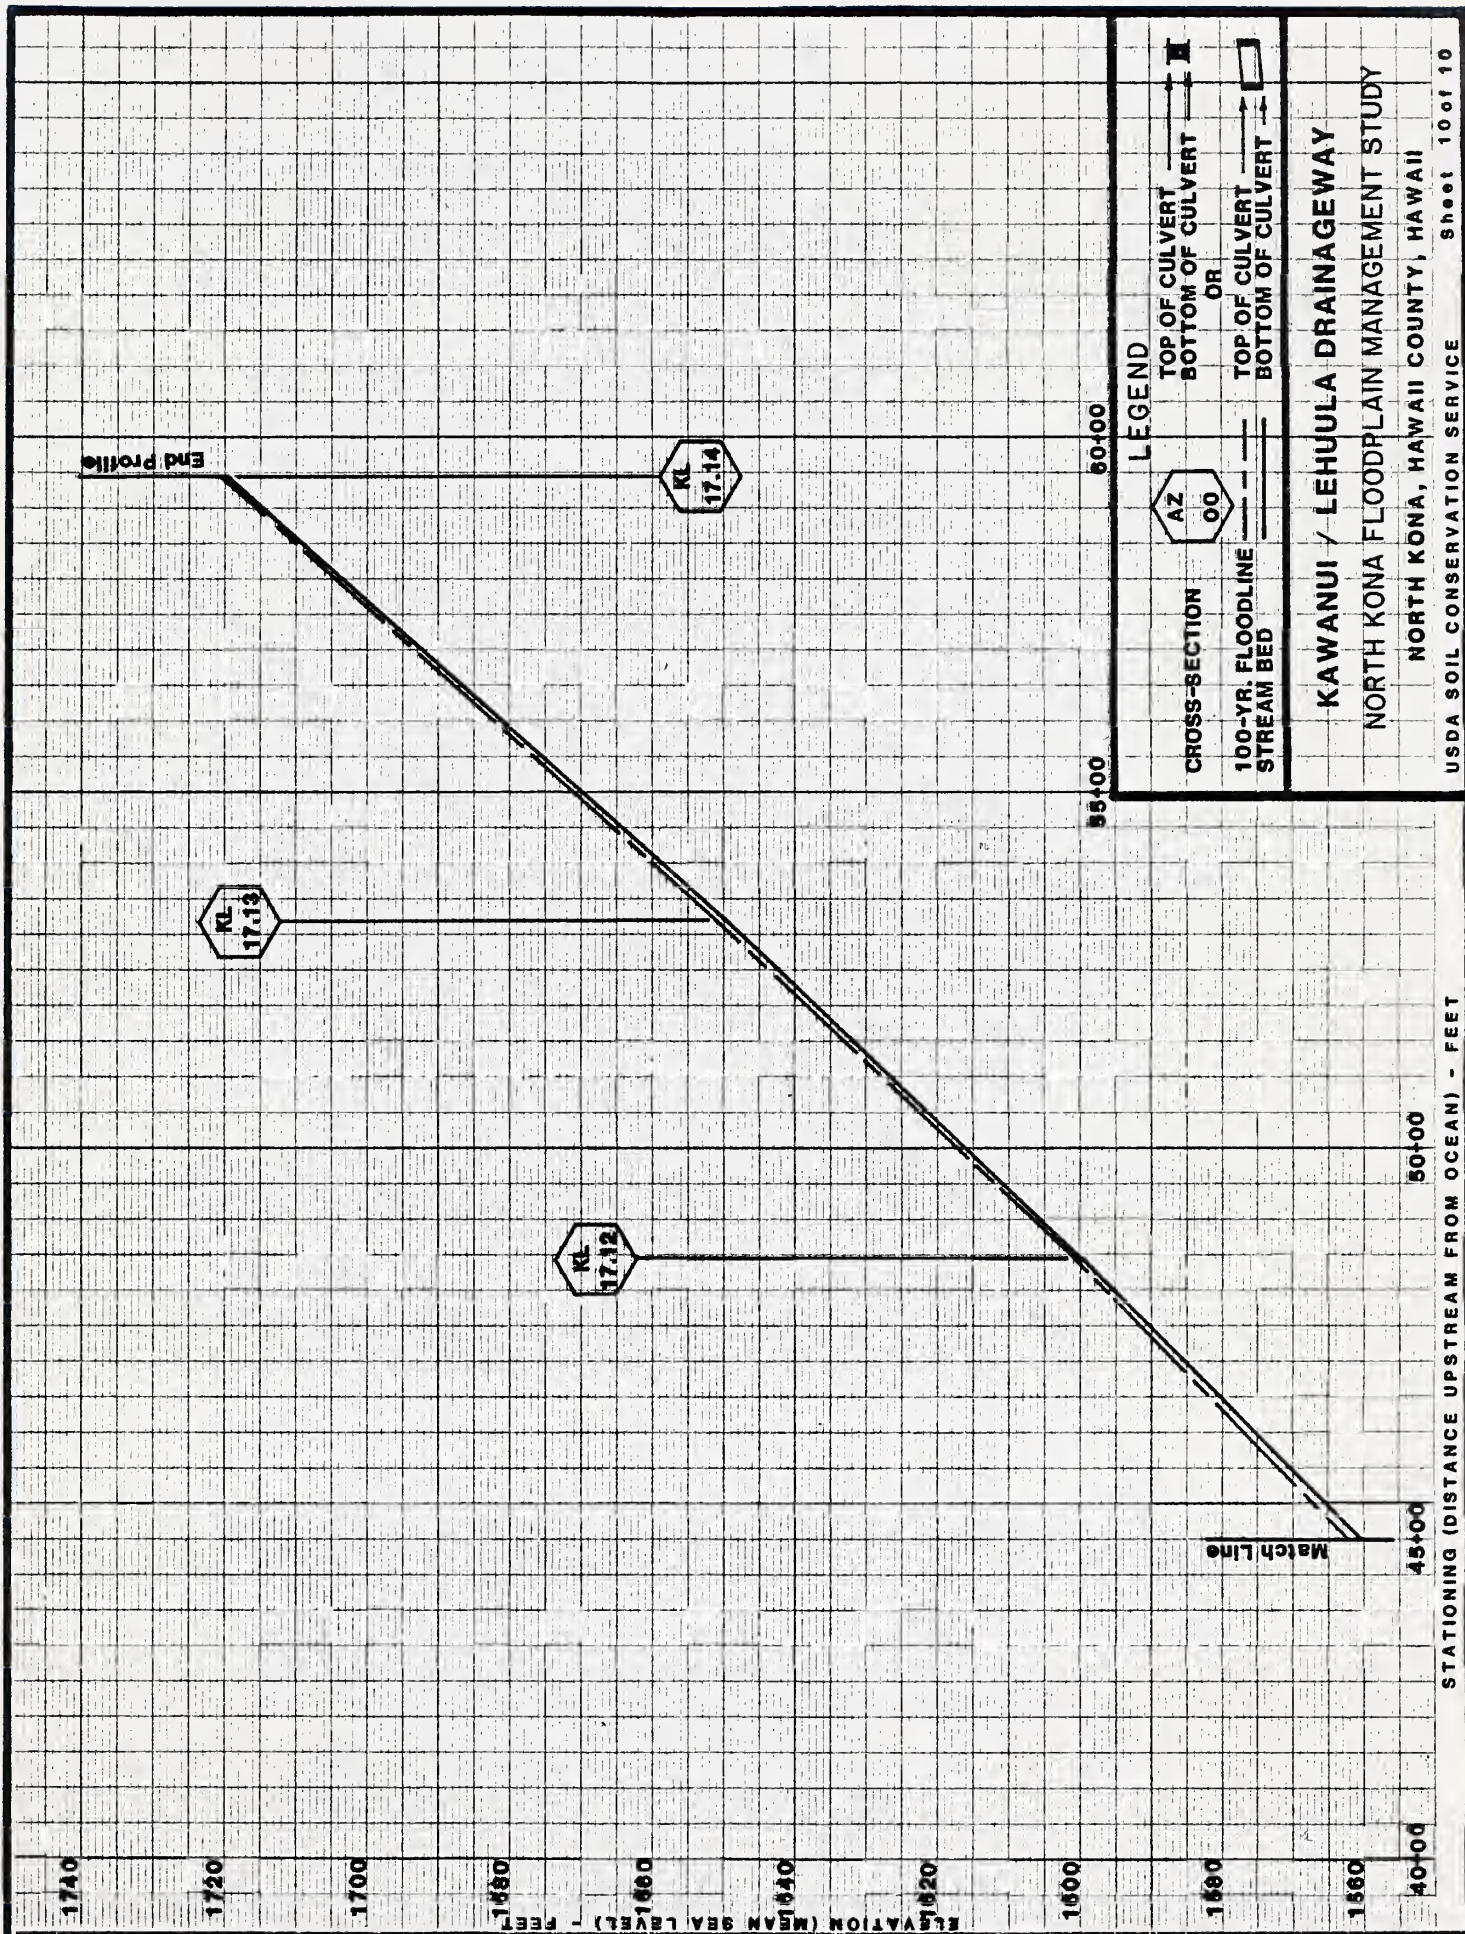 ELEVATION (MEAN SEA LEVEL) - FEET
1740
1720
1700
1680
1660
1640
1620
1600
1580
1560
40+00
45+00
50+00
55+00
60+00
STATIONING (DISTANCE UPSTREAM FROM OCEAN) - FEET
Match Line
KL
17.12
KL
17.13
KL
17.14
End Profile
LEGEND
CROSS-SECTION
AZ
00
100-YR. FLOODLINE
STREAM BED
TOP OF CULVERT
BOTTOM OF CULVERT
OR
TOP OF CULVERT
BOTTOM OF CULVERT
KAWANUI / LEHUULA DRAINAGEWAY
NORTH KONA FLOODPLAIN MANAGEMENT STUDY
NORTH KONA, HAWAII COUNTY, HAWAII
USDA SOIL CONSERVATION SERVICE
Sheet 10 of 10